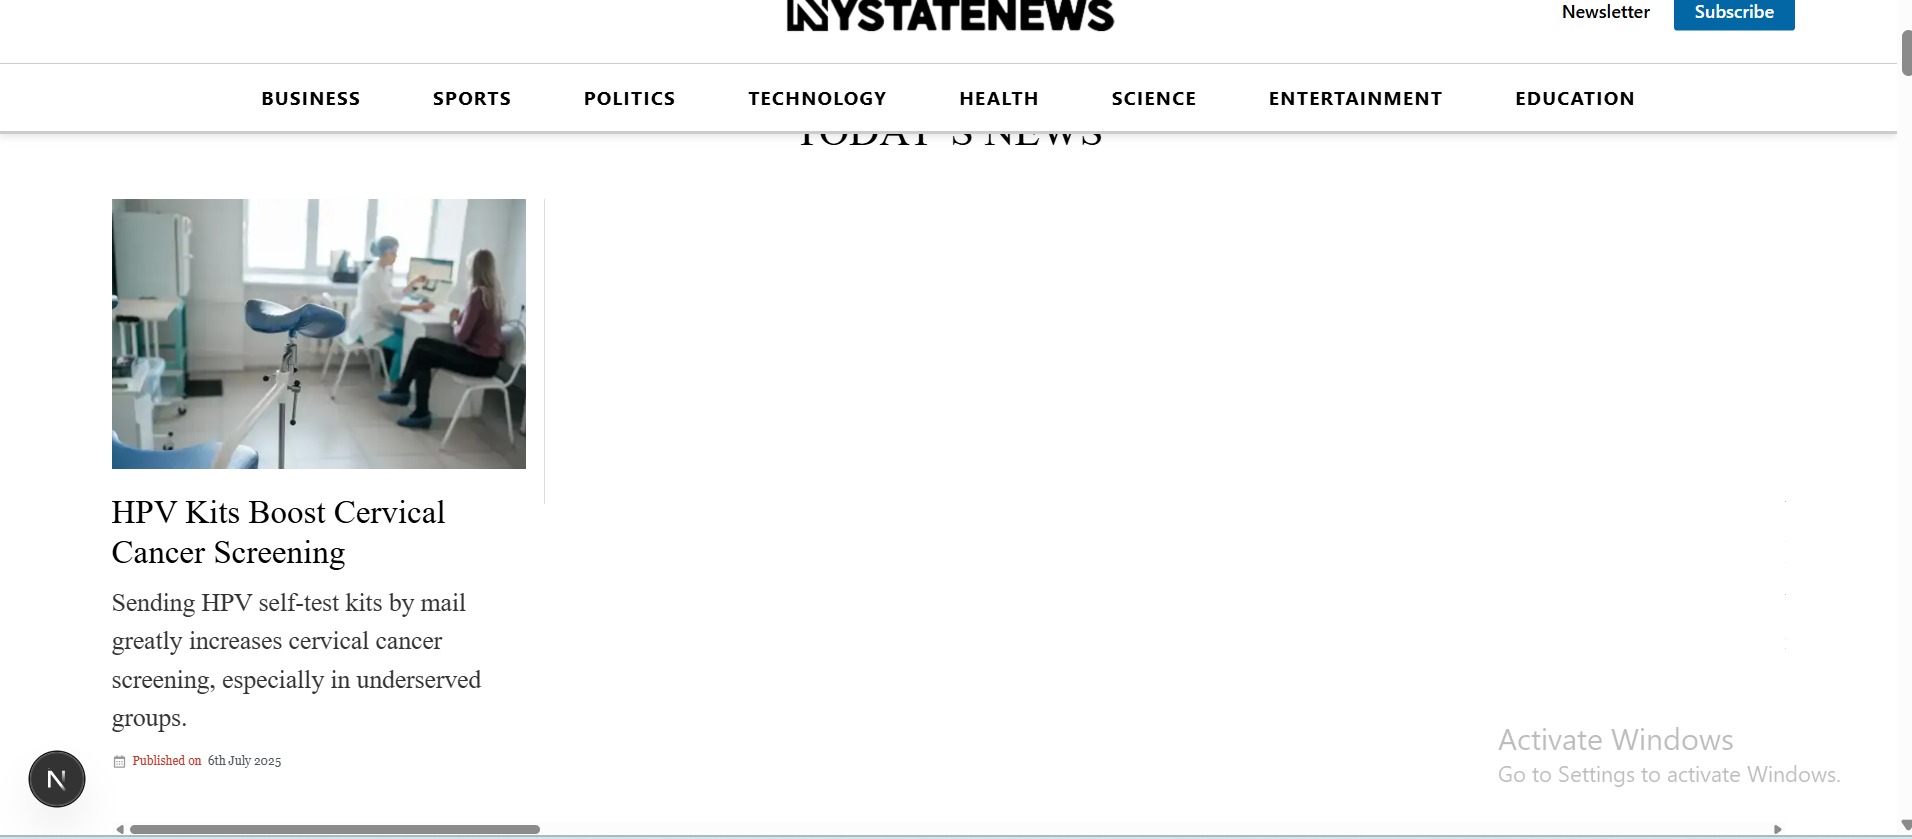 NYSTATENEWS
Newsletter
Subscribe
BUSINESS SPORTS POLITICS TECHNOLOGY HEALTH SCIENCE ENTERTAINMENT EDUCATION
TODAY'S NEWS
HPV Kits Boost Cervical
Cancer Screening
Sending HPV self-test kits by mail
greatly increases cervical cancer
screening, especially in underserved
groups.
Published on 6th July 2025
N
Activate Windows
Go to Settings to activate Windows.